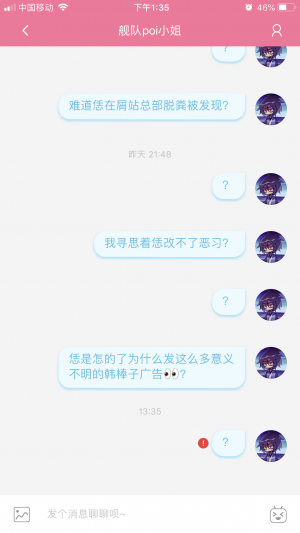 中国移动
下午1:35
46%
舰队poi小姐
?
难道恁在屑站总部脱粪被发现?
昨天 21:48
?
我寻思着恁改不了恶习?
?
恁是怎的了为什么发这么多意义
不明的韩棒子广告👀?
13:35
?
发个消息聊聊呗~